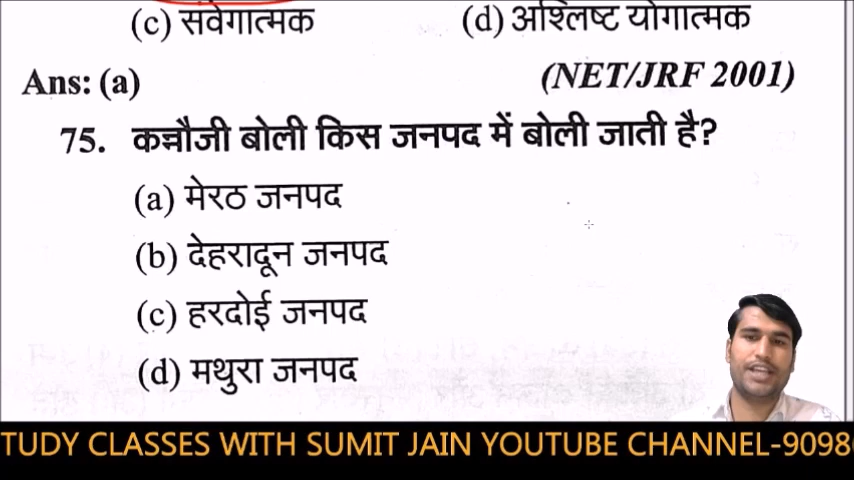 (c) संवेगात्मक (d) अश्लिष्ट योगात्मक
Ans: (a) (NET/JRF 2001)
75. कन्नौजी बोली किस जनपद में बोली जाती है?
(a) मेरठ जनपद
(b) देहरादून जनपद
(c) हरदोई जनपद
(d) मथुरा जनपद
TUDY CLASSES WITH SUMIT JAIN YOUTUBE CHANNEL-9098